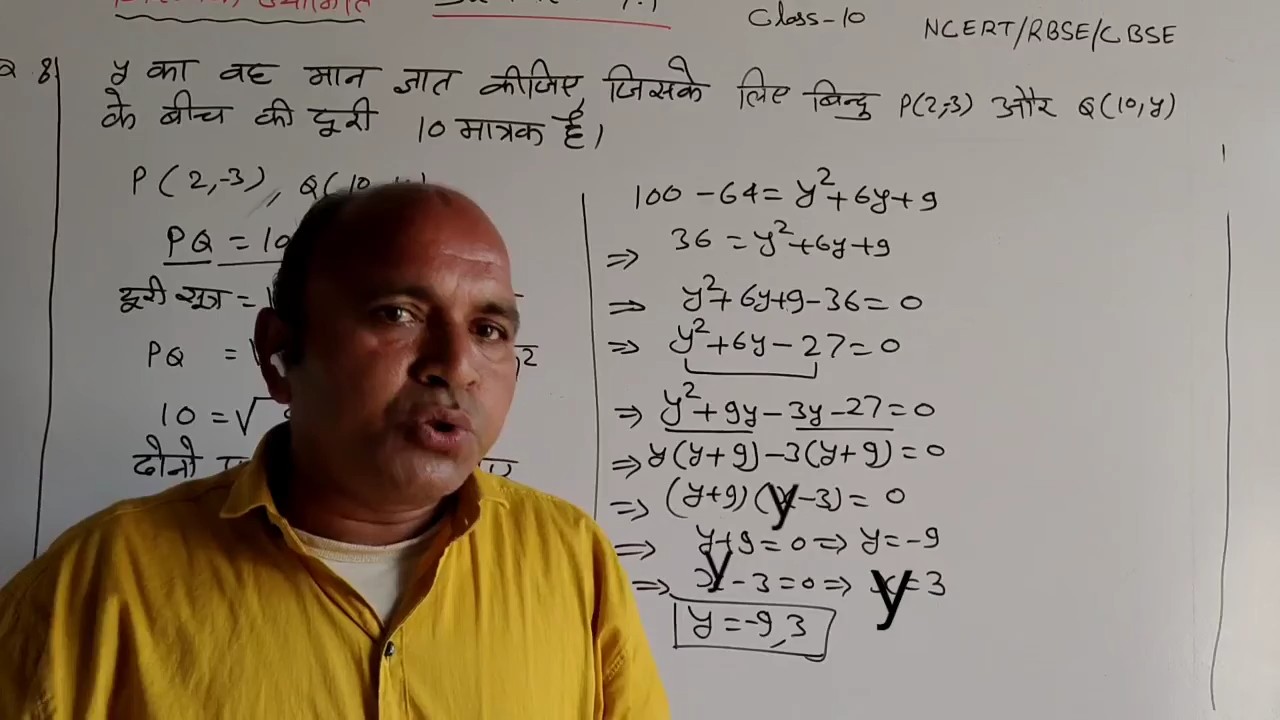 Class-10
NCERT/RBSE/CBSE
Q 8
y का वह मान ज्ञात कीजिए, जिसके लिए बिन्दु P(2,-3) और Q(10,y)
के बीच की दूरी 10 मात्रक है।
P(2,-3), Q(10
PQ = 10
दूरी सूत्र =
PQ =
10 = √
दोनो
100 - 64 = y²+6y+9
⇒ 36 = y²+6y+9
⇒ y²+6y+9-36=0
⇒ y²+6y-27=0
⇒ y²+9y-3y-27=0
⇒ y(y+9)-3(y+9)=0
⇒ (y+9)(y-3)=0
⇒ y+9=0 ⇒ y=-9
⇒ y-3=0 ⇒ y=3
y=-9,3